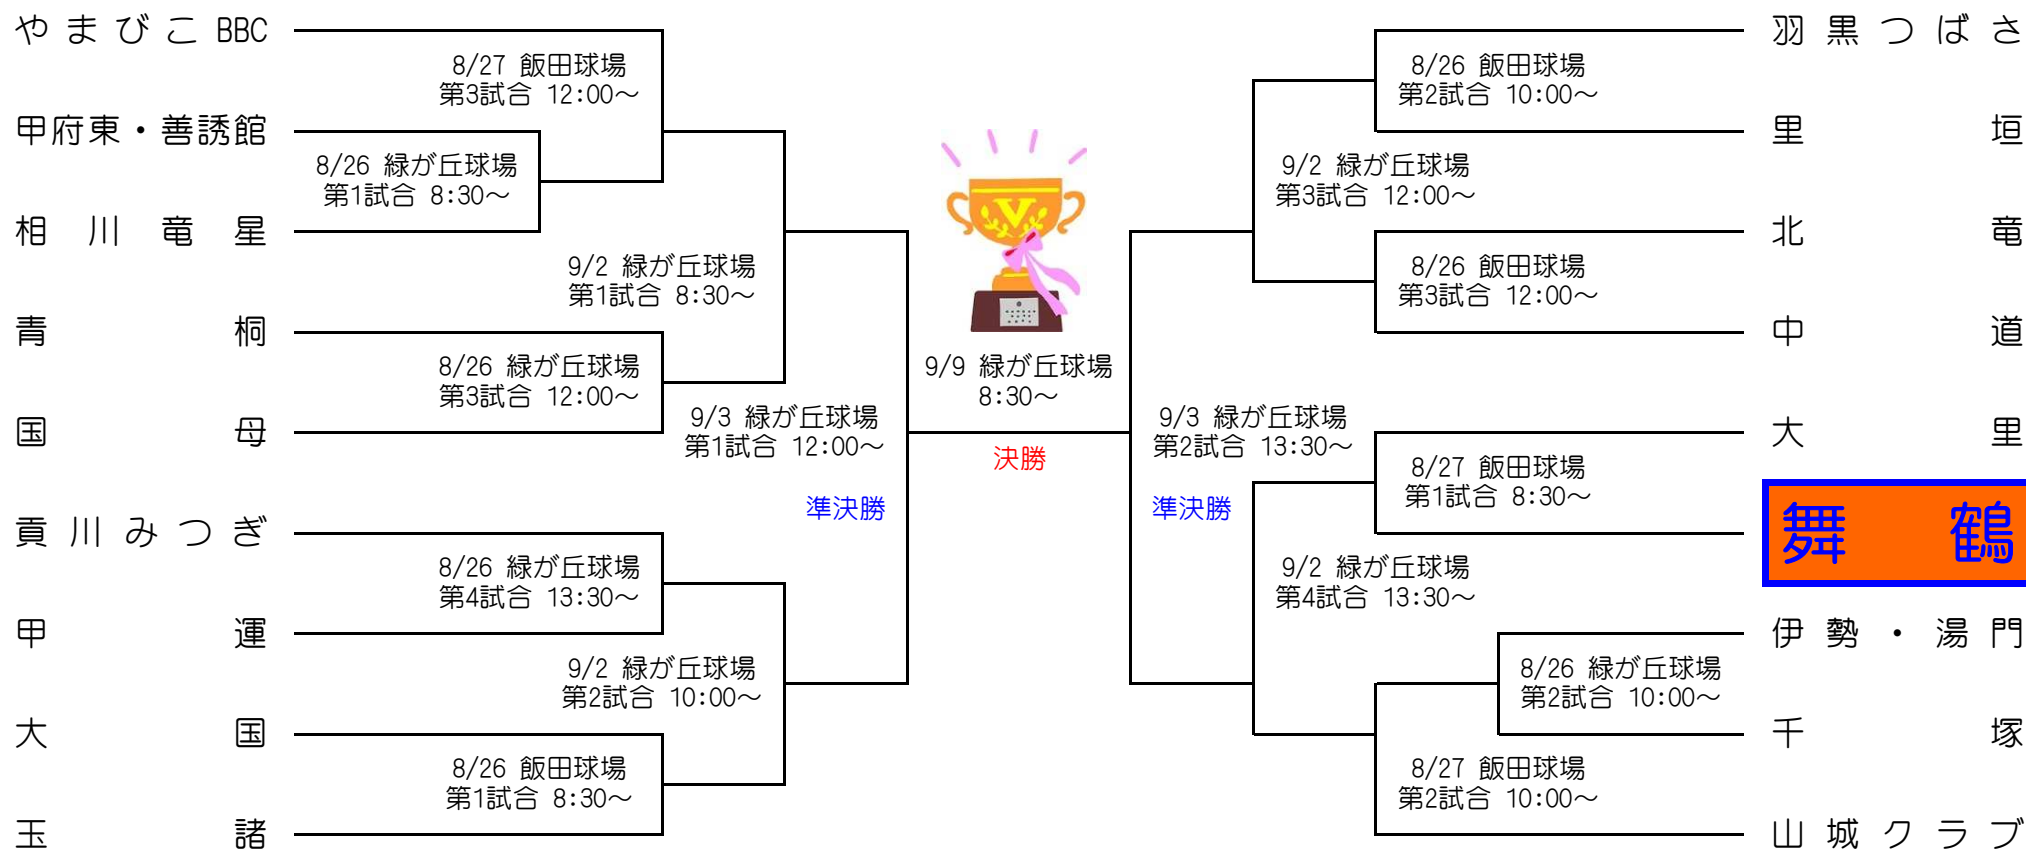 やまびこBBC
8/27 飯田球場
第3試合 12:00～
甲府東・善誘館
8/26 緑が丘球場
第1試合 8:30～
相川竜星
9/2 緑が丘球場
第1試合 8:30～
青桐
8/26 緑が丘球場
第3試合 12:00～
国母
9/3 緑が丘球場
第1試合 12:00～
準決勝
貢川みつぎ
8/26 緑が丘球場
第4試合 13:30～
甲運
9/2 緑が丘球場
第2試合 10:00～
大国
8/26 飯田球場
第1試合 8:30～
玉諸
V
9/9 緑が丘球場
8:30～
決勝
羽黒つばさ
8/26 飯田球場
第2試合 10:00～
里垣
9/2 緑が丘球場
第3試合 12:00～
北竜
8/26 飯田球場
第3試合 12:00～
中道
9/3 緑が丘球場
第2試合 13:30～
準決勝
大里
8/27 飯田球場
第1試合 8:30～
舞鶴
9/2 緑が丘球場
第4試合 13:30～
伊勢・湯門
8/26 緑が丘球場
第2試合 10:00～
千塚
8/27 飯田球場
第2試合 10:00～
山城クラブ